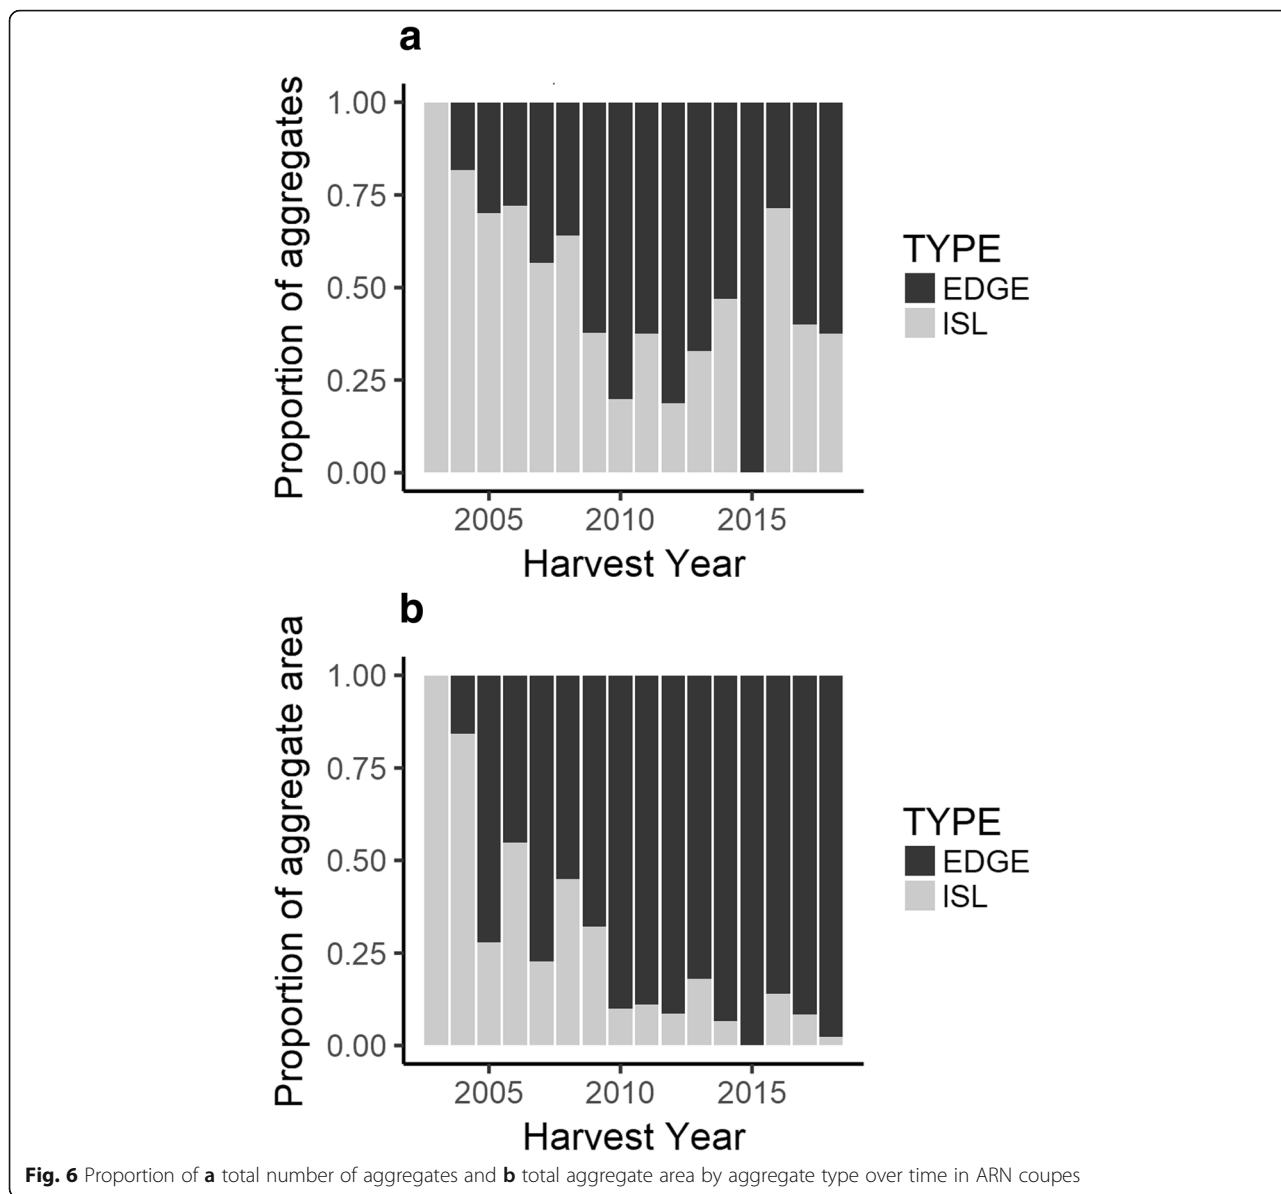 a
Proportion of aggregates
1.00
0.75
0.50
0.25
0.00
2005 2010 2015
Harvest Year
TYPE
EDGE
ISL
b
Proportion of aggregate area
1.00
0.75
0.50
0.25
0.00
2005 2010 2015
Harvest Year
TYPE
EDGE
ISL
Fig. 6 Proportion of a total number of aggregates and b total aggregate area by aggregate type over time in ARN coupes